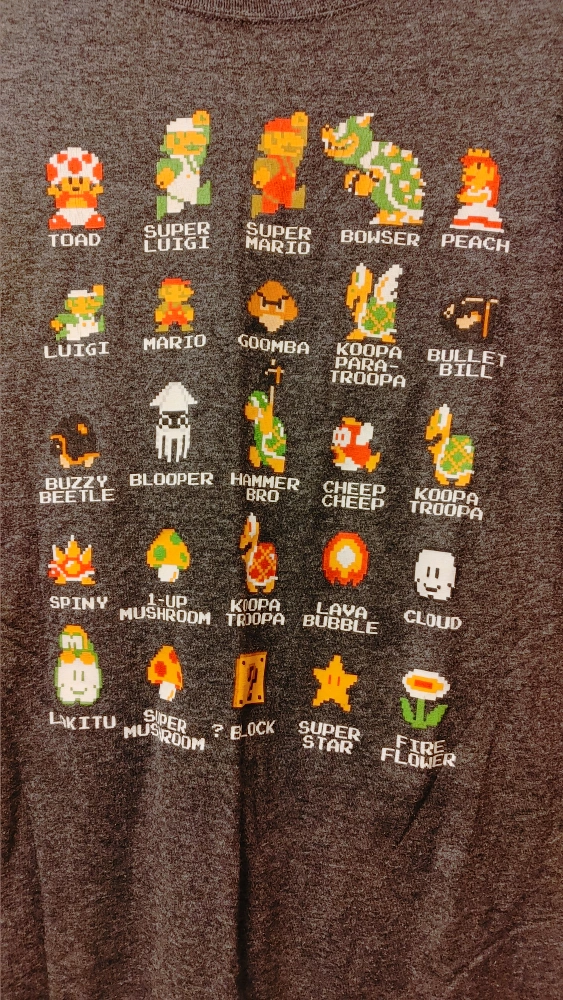 TOAD
SUPER
LUIGI
SUPER
MARIO
BOWSER
PEACH
LUIGI
MARIO
GOOMBA
KOOPA
PARA-
TROOPA
BULLET
BILL
BUZZY
BEETLE
BLOOPER
HAMMER
BRO
CHEEP
CHEEP
KOOPA
TROOPA
SPINY
1-UP
MUSHROOM
KOOPA
TROOPA
LAVA
BUBBLE
CLOUD
LAKITU
SUPER
MUSHROOM
?
? BLOCK
SUPER
STAR
FIRE
FLOWER